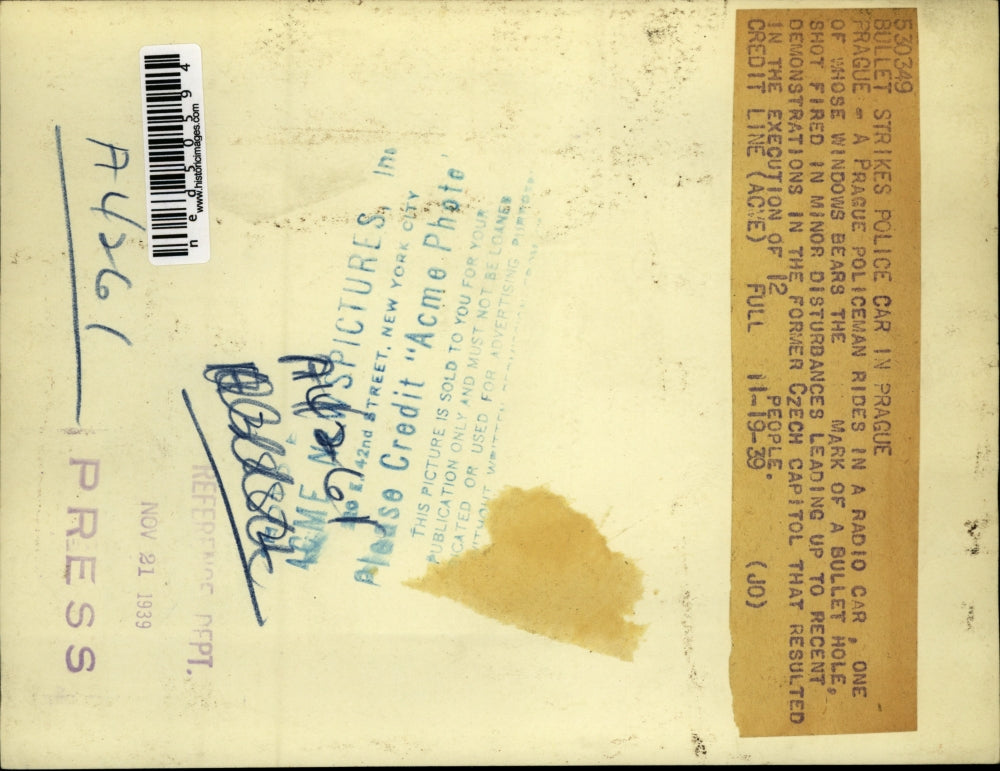 530349
BULLET STRIKES POLICE CAR IN PRAGUE
PRAGUE - A PRAGUE POLICEMAN RIDES IN A RADIO CAR , ONE
OF WHOSE WINDOWS BEARS THE MARK OF A BULLET HOLE,
SHOT FIRED IN MINOR DISTURBANCES LEADING UP TO RECENT
DEMONSTRATIONS IN THE FORMER CZECH CAPITOL THAT RESULTED
IN THE EXECUTION OF 12 PEOPLE.
CREDIT LINE (ACME) FULL 11-19-39 (JO)
THIS PICTURE IS SOLD TO YOU FOR YOUR
PUBLICATION ONLY AND MUST NOT BE LOANED
OR USED FOR ADVERTISING
Please Credit "Acme Photo"
E. 42nd STREET, NEW YORK CITY
ACME NEWSPICTURES, Inc
REFERENCE DEPT.
NOV 21 1939
PRESS
ned505094
www.historicimages.com